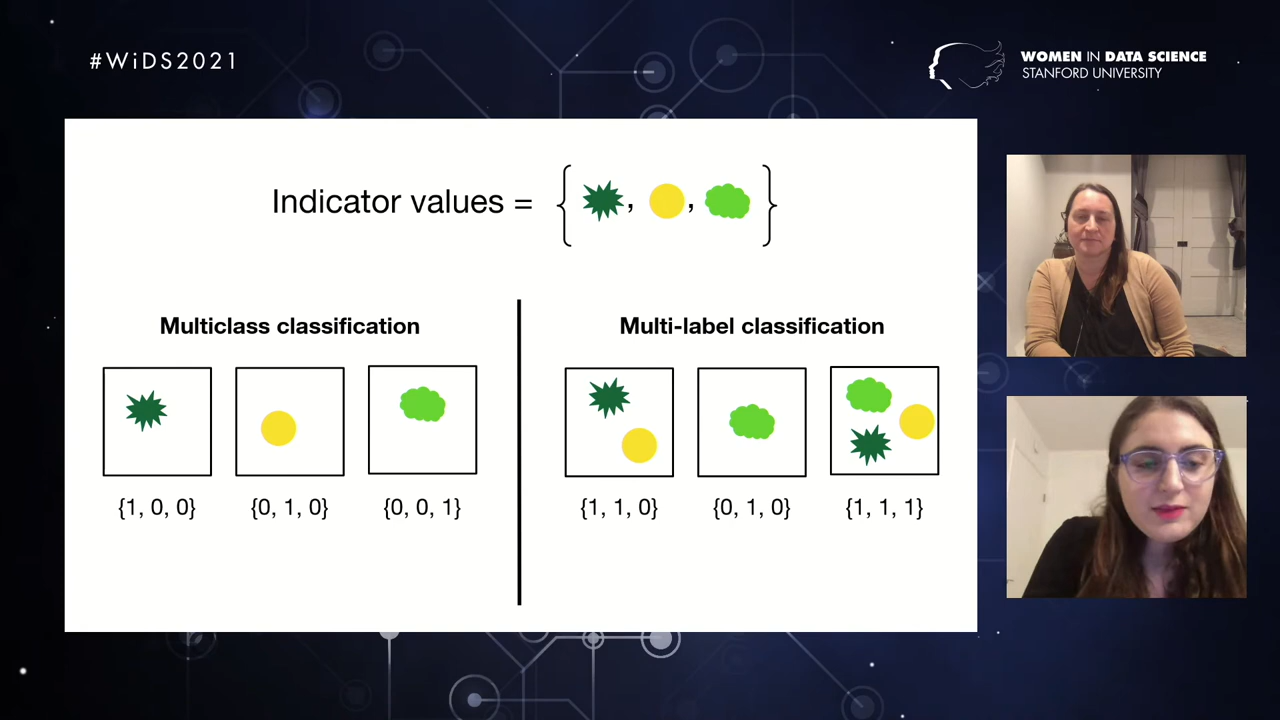 #WiDS2021
WOMEN IN DATA SCIENCE
STANFORD UNIVERSITY
Indicator values = { , , }
Multiclass classification
Multi-label classification
{1, 0, 0}
{0, 1, 0}
{0, 0, 1}
{1, 1, 0}
{0, 1, 0}
{1, 1, 1}